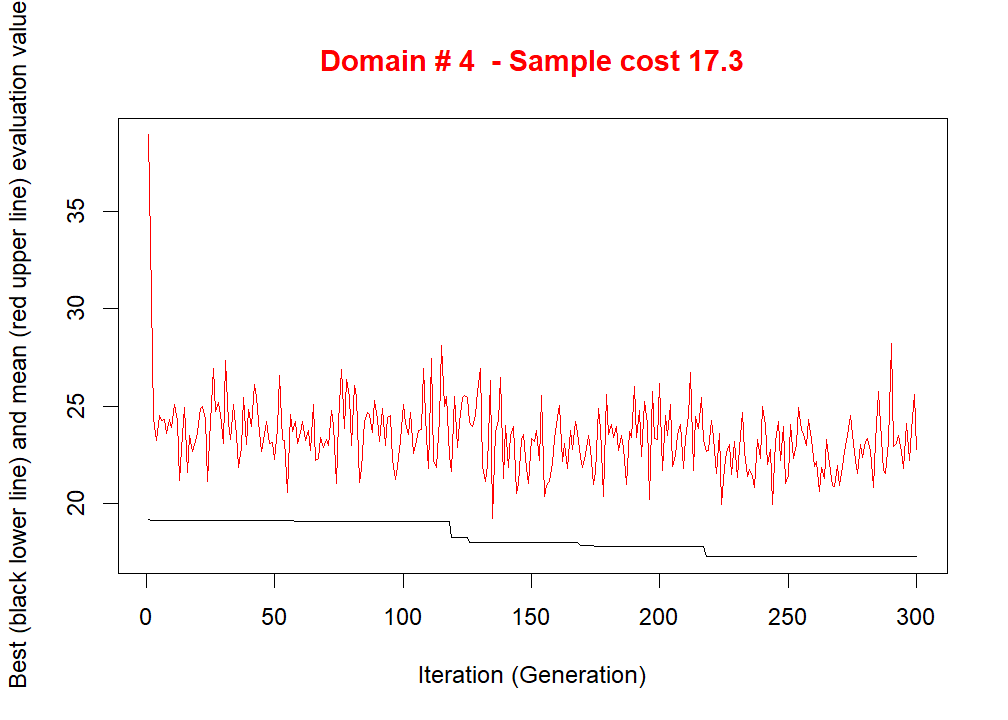 Domain # 4  - Sample cost 17.3
Best (black lower line) and mean (red upper line) evaluation value
35
30
25
20
0 50 100 150 200 250 300
Iteration (Generation)